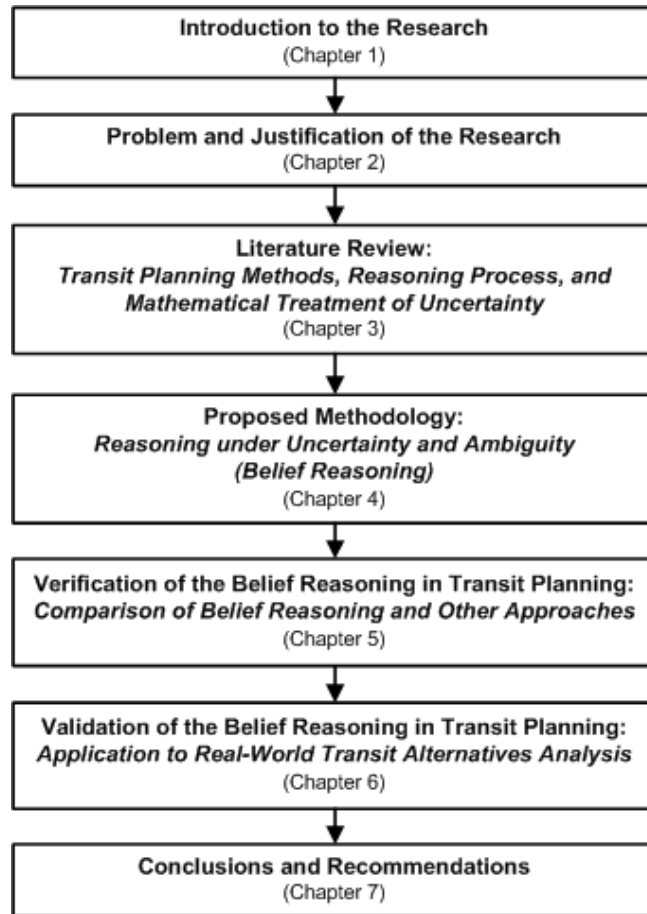 Introduction to the Research
(Chapter 1)
Problem and Justification of the Research
(Chapter 2)
Literature Review:
Transit Planning Methods, Reasoning Process, and
Mathematical Treatment of Uncertainty
(Chapter 3)
Proposed Methodology:
Reasoning under Uncertainty and Ambiguity
(Belief Reasoning)
(Chapter 4)
Verification of the Belief Reasoning in Transit Planning:
Comparison of Belief Reasoning and Other Approaches
(Chapter 5)
Validation of the Belief Reasoning in Transit Planning:
Application to Real-World Transit Alternatives Analysis
(Chapter 6)
Conclusions and Recommendations
(Chapter 7)